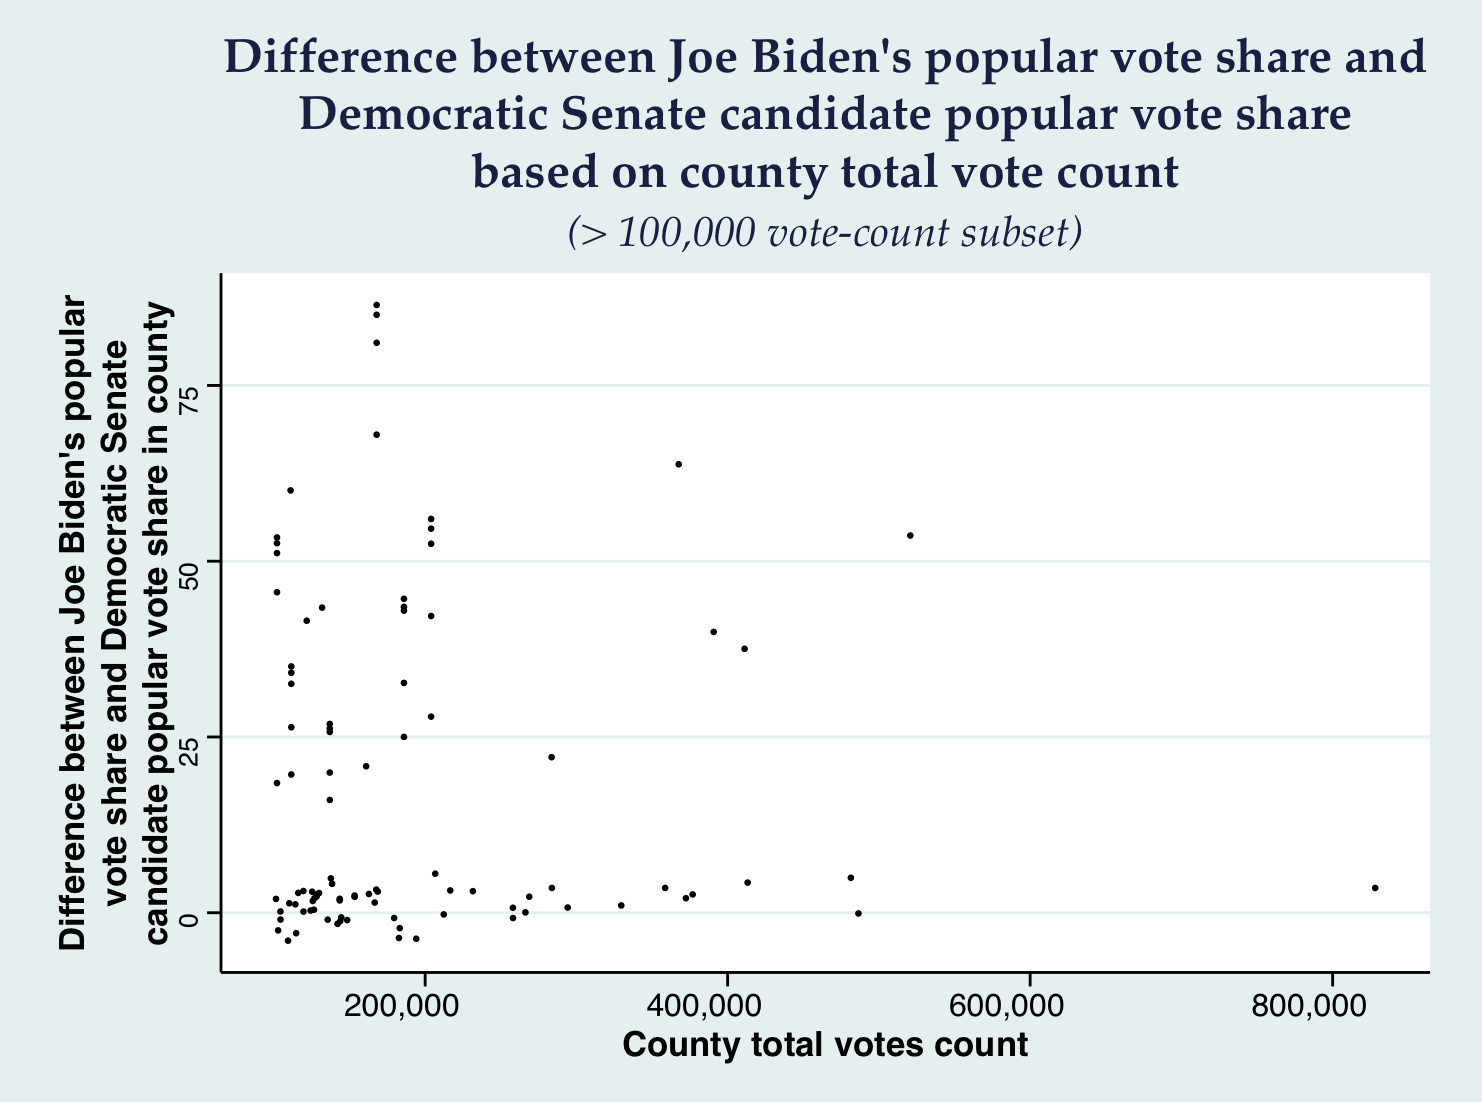 Difference between Joe Biden's popular vote share and
Democratic Senate candidate popular vote share
based on county total vote count
(> 100,000 vote-count subset)
Difference between Joe Biden's popular
vote share and Democratic Senate
candidate popular vote share in county
75
50
25
0
200,000
400,000
600,000
800,000
County total votes count